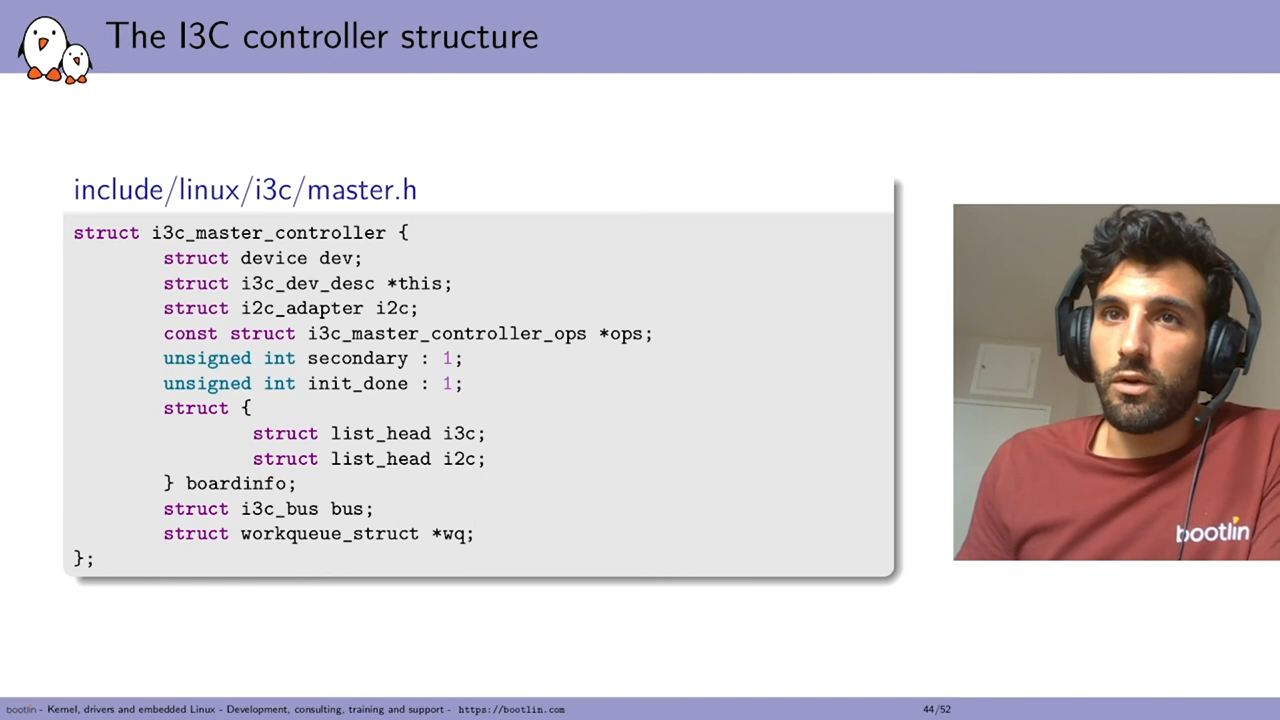 The I3C controller structure
include/linux/i3c/master.h
struct i3c_master_controller {
struct device dev;
struct i3c_dev_desc *this;
struct i2c_adapter i2c;
const struct i3c_master_controller_ops *ops;
unsigned int secondary : 1;
unsigned int init_done : 1;
struct {
struct list_head i3c;
struct list_head i2c;
} boardinfo;
struct i3c_bus bus;
struct workqueue_struct *wq;
};
bootlin
bootlin - Kernel, drivers and embedded Linux - Development, consulting, training and support - https://bootlin.com
44/52